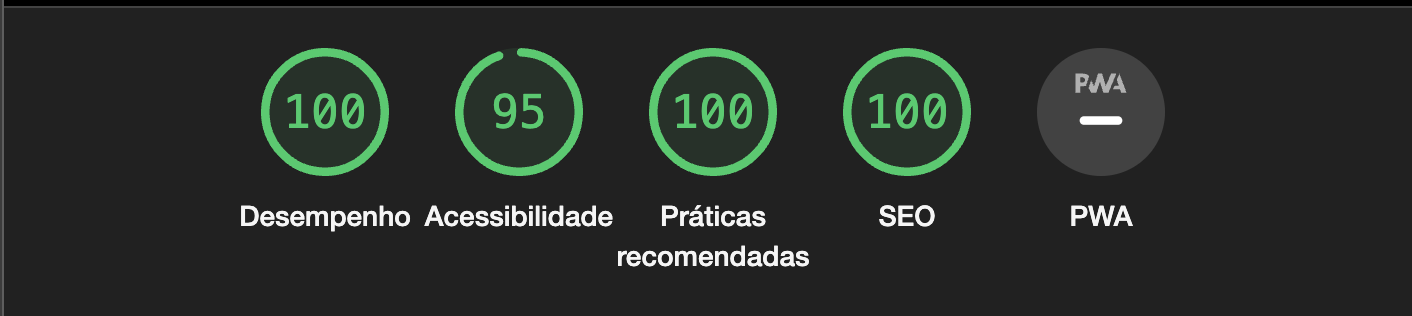 100
95
100
100
PWA
Desempenho
Acessibilidade
Práticas
recomendadas
SEO
PWA